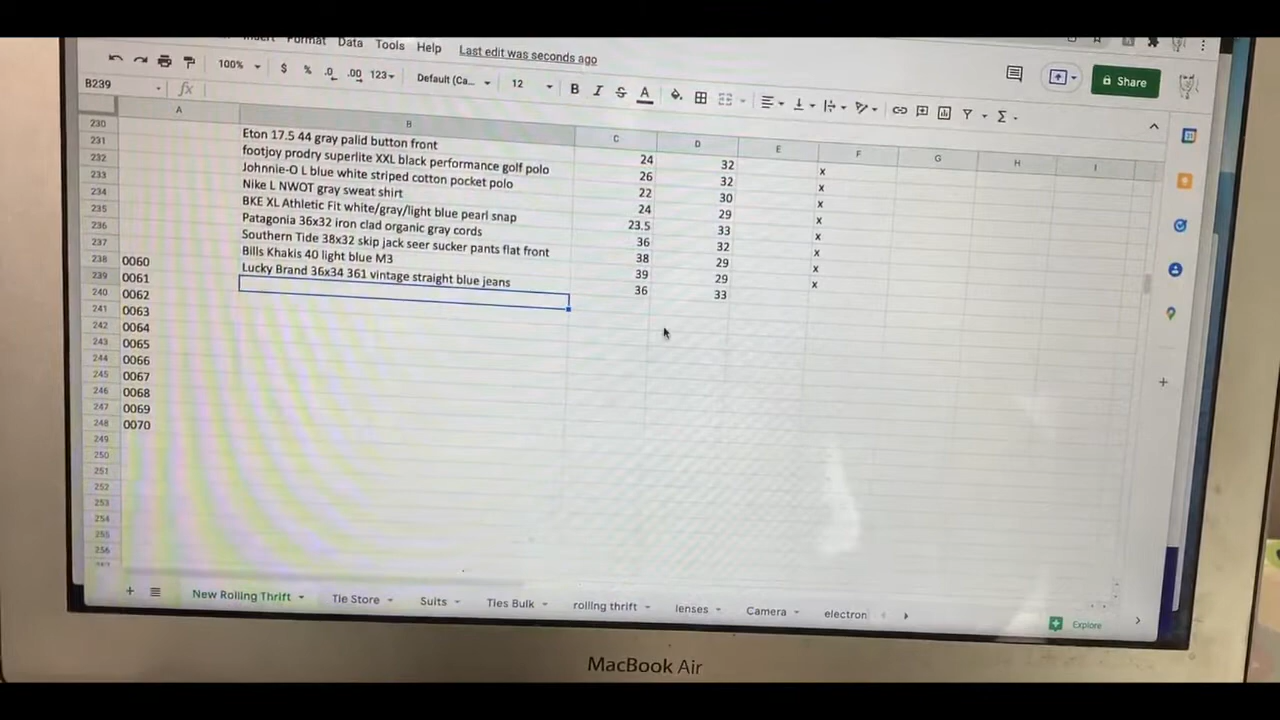 Format Data Tools Help Last edit was seconds ago
100% $ % .0 .00 123 Default (Ca... 12 B I S A Share
B239 fx
A B C D E F G H I
230
231 Eton 17.5 44 gray palid button front 24 32 x
232 footjoy prodry superlite XXL black performance golf polo 26 32 x
233 Johnnie-O L blue white striped cotton pocket polo 22 30 x
234 Nike L NWOT gray sweat shirt 24 29 x
235 BKE XL Athletic Fit white/gray/light blue pearl snap 23.5 33 x
236 Patagonia 36x32 iron clad organic gray cords 36 32 x
237 Southern Tide 38x32 skip jack seer sucker pants flat front 38 29 x
238 0060 Bills Khakis 40 light blue M3 39 29 x
239 0061 Lucky Brand 36x34 361 vintage straight blue jeans 36 33
240 0062
241 0063
242 0064
243 0065
244 0066
245 0067
246 0068
247 0069
248 0070
249
250
251
252
253
254
255
256
New Rolling Thrift Tie Store Suits Ties Bulk rolling thrift lenses Camera electron
Explore
MacBook Air